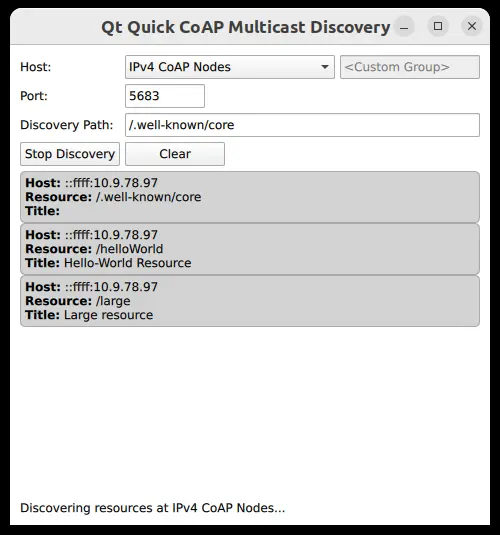 Qt Quick CoAP Multicast Discovery
Host: IPv4 CoAP Nodes <Custom Group>
Port: 5683
Discovery Path: /.well-known/core
Stop Discovery Clear
Host: ::ffff:10.9.78.97
Resource: /.well-known/core
Title:
Host: ::ffff:10.9.78.97
Resource: /helloWorld
Title: Hello-World Resource
Host: ::ffff:10.9.78.97
Resource: /large
Title: Large resource
Discovering resources at IPv4 CoAP Nodes...